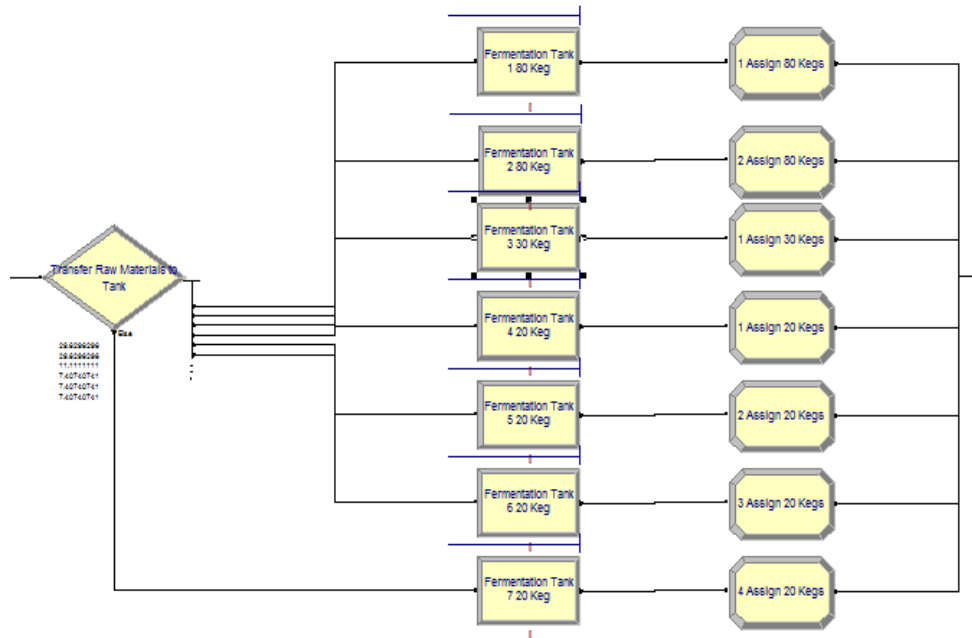 Fermentation Tank
1 80 Keg
1 Assign 80 Kegs
Fermentation Tank
2 80 Keg
2 Assign 80 Kegs
Fermentation Tank
3 30 Keg
1 Assign 30 Kegs
Transfer Raw Materials to
Tank
Else
Fermentation Tank
4 20 Keg
1 Assign 20 Kegs
11.1111111
7.40740741
7.40740741
7.40740741
Fermentation Tank
5 20 Keg
2 Assign 20 Kegs
Fermentation Tank
6 20 Keg
3 Assign 20 Kegs
Fermentation Tank
7 20 Keg
4 Assign 20 Kegs